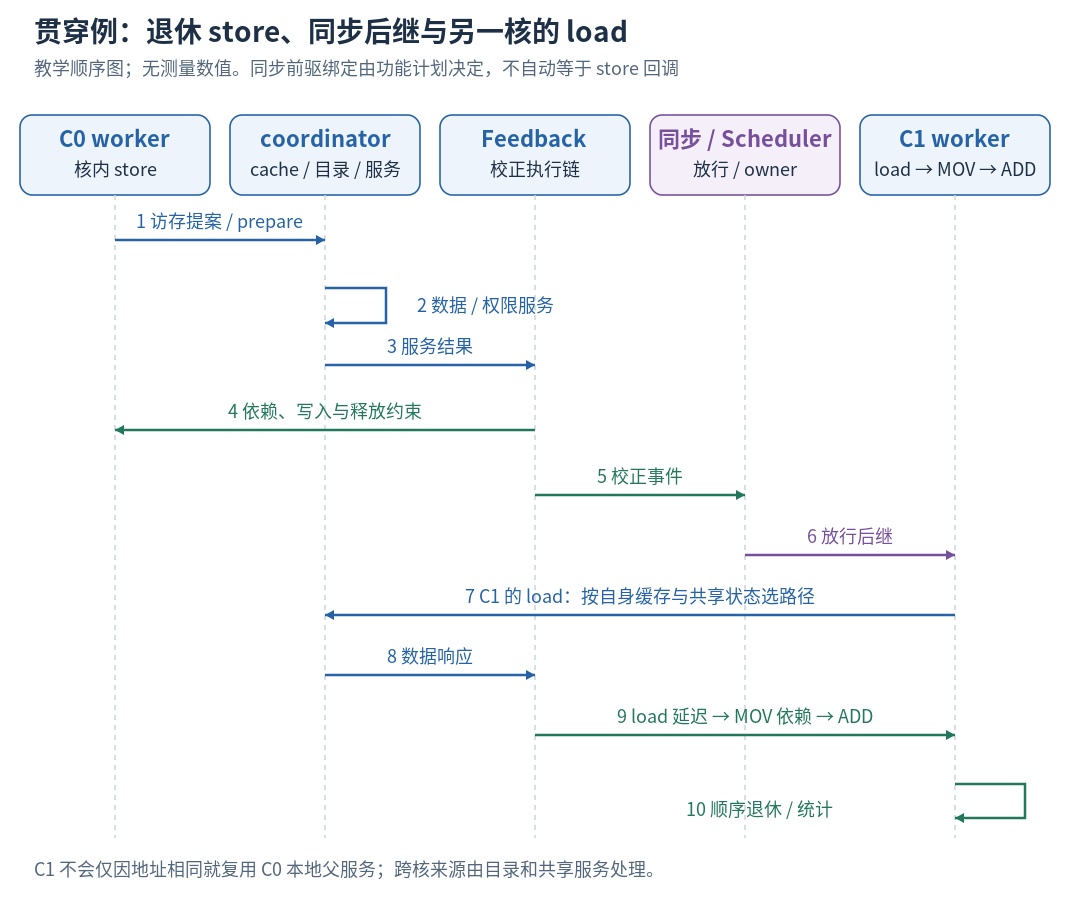 贯穿例：退休 store、同步后继与另一核的 load
教学顺序图；无测量数值。同步前驱绑定由功能计划决定，不自动等于 store 回调
C0 worker
核内 store
coordinator
cache / 目录 / 服务
Feedback
校正执行链
同步 / Scheduler
放行 / owner
C1 worker
load → MOV → ADD
1 访存提案 / prepare
2 数据 / 权限服务
3 服务结果
4 依赖、写入与释放约束
5 校正事件
6 放行后继
7 C1 的 load：按自身缓存与共享状态选路径
8 数据响应
9 load 延迟 → MOV 依赖 → ADD
10 顺序退休 / 统计
C1 不会仅因地址相同就复用 C0 本地父服务；跨核来源由目录和共享服务处理。